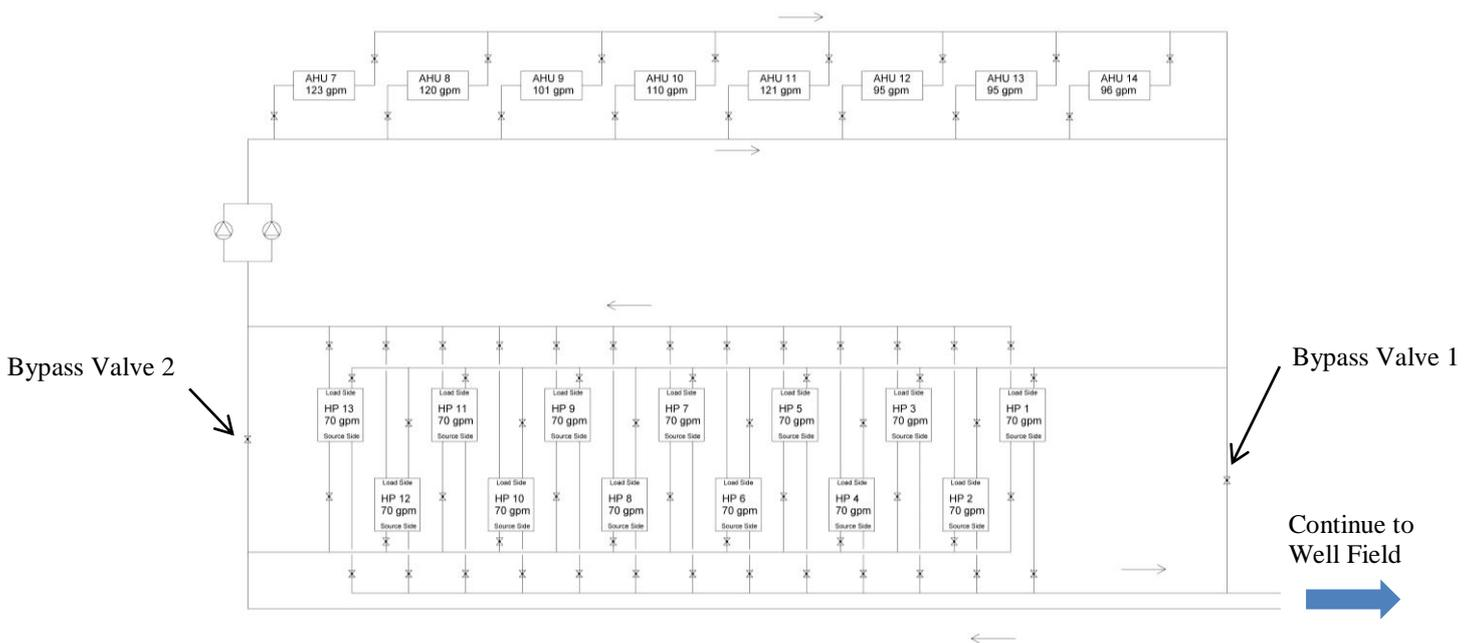 AHU 7
123 gpm
AHU 8
120 gpm
AHU 9
101 gpm
AHU 10
110 gpm
AHU 11
121 gpm
AHU 12
95 gpm
AHU 13
95 gpm
AHU 14
96 gpm
Bypass Valve 2
Bypass Valve 1
Load Side
HP 13
70 gpm
Source Side
Load Side
HP 11
70 gpm
Source Side
Load Side
HP 9
70 gpm
Source Side
Load Side
HP 7
70 gpm
Source Side
Load Side
HP 5
70 gpm
Source Side
Load Side
HP 3
70 gpm
Source Side
Load Side
HP 1
70 gpm
Source Side
Load Side
HP 12
70 gpm
Source Side
Load Side
HP 10
70 gpm
Source Side
Load Side
HP 8
70 gpm
Source Side
Load Side
HP 6
70 gpm
Source Side
Load Side
HP 4
70 gpm
Source Side
Load Side
HP 2
70 gpm
Source Side
Continue to
Well Field